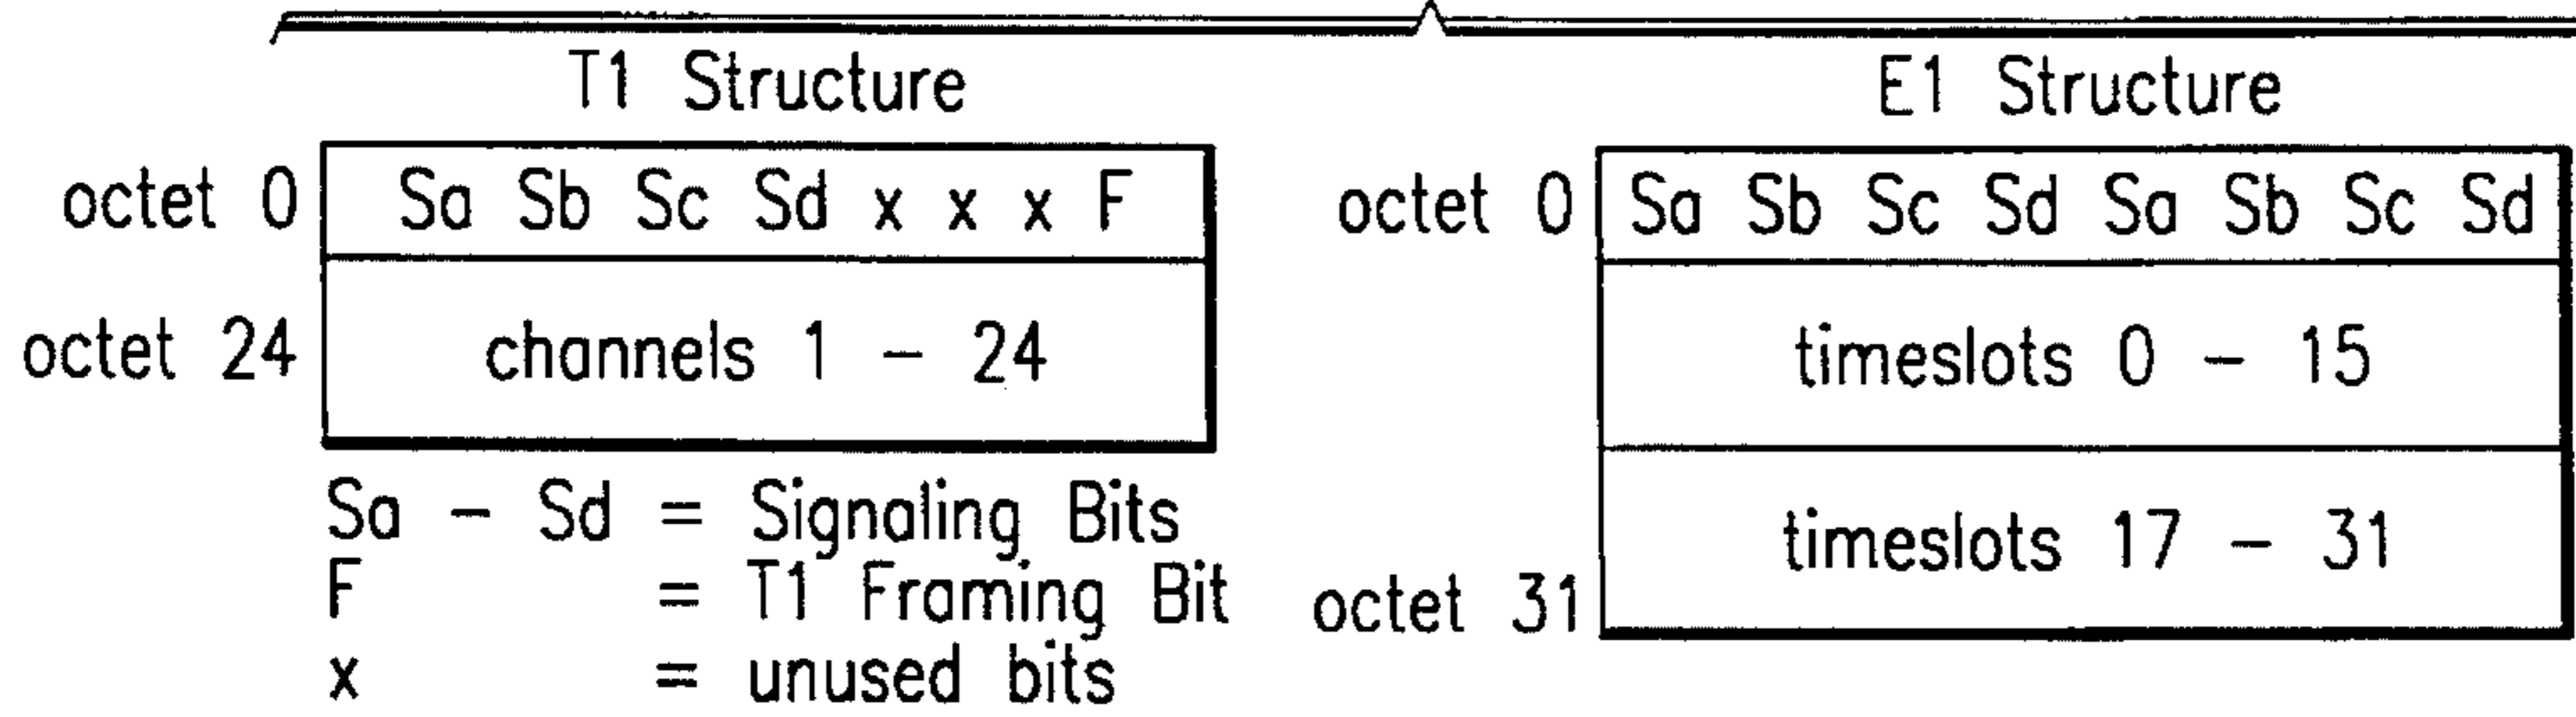 T1 Structure
octet 0 Sa Sb Sc Sd x x x F
octet 24 channels 1 – 24
Sa – Sd = Signaling Bits
F = T1 Framing Bit
x = unused bits
E1 Structure
octet 0 Sa Sb Sc Sd Sa Sb Sc Sd
timeslots 0 – 15
timeslots 17 – 31
octet 31